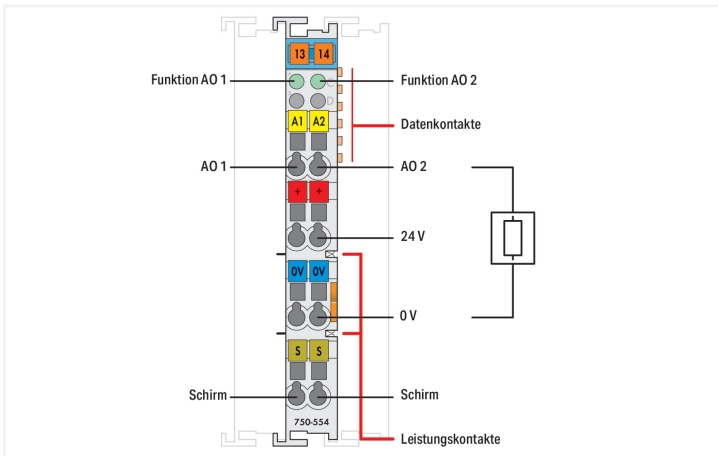 13 14
Funktion AO 1
Funktion AO 2
C
D
Datenkontakte
A1 A2
AO 1
AO 2
+ +
24 V
0V 0V
0 V
S S
Schirm
Schirm
750-554
Leistungskontakte